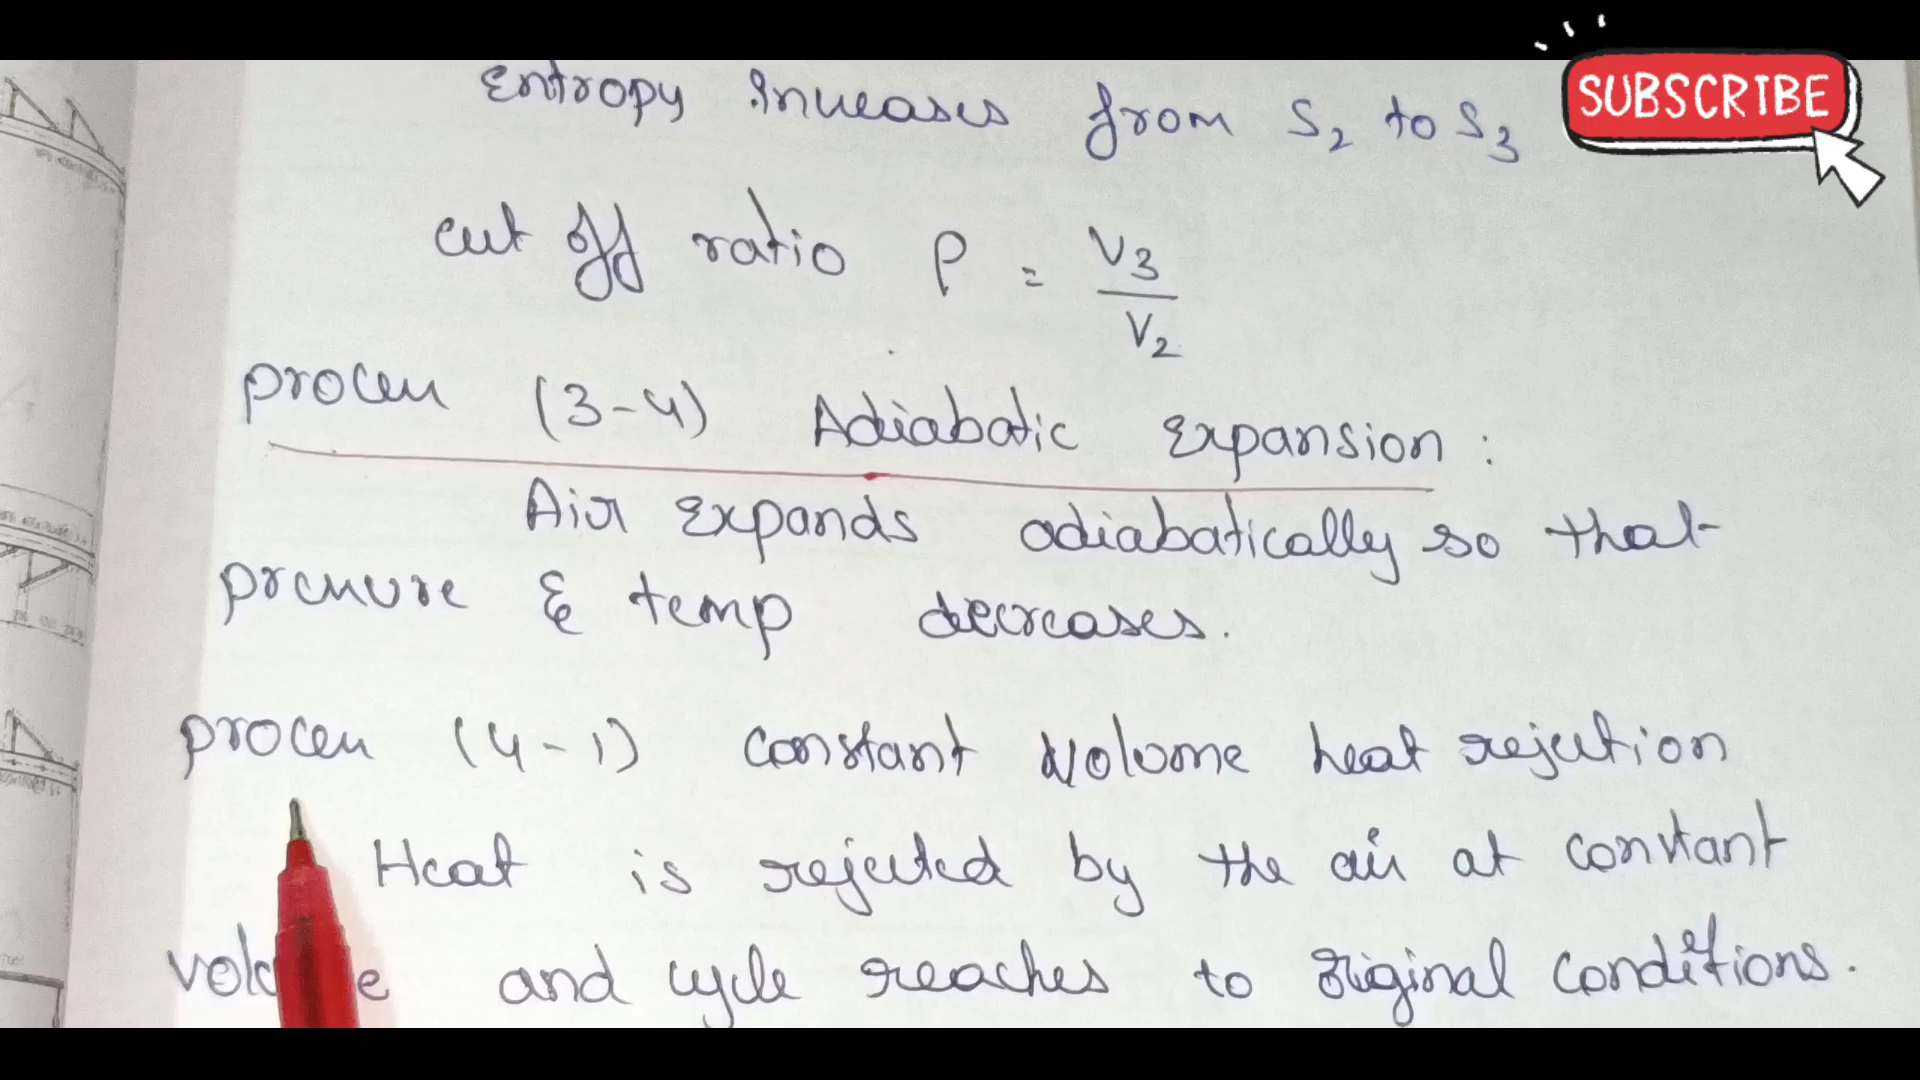 Entropy Increases from S₂ to S₃
SUBSCRIBE
cut off ratio ρ = V₃
V₂
process (3-4) Adiabatic Expansion:
Air Expands adiabatically so that
pressure & temp decreases.
process (4-1) constant volume heat rejection
Heat is rejected by the air at constant
and cycle reaches to original conditions.